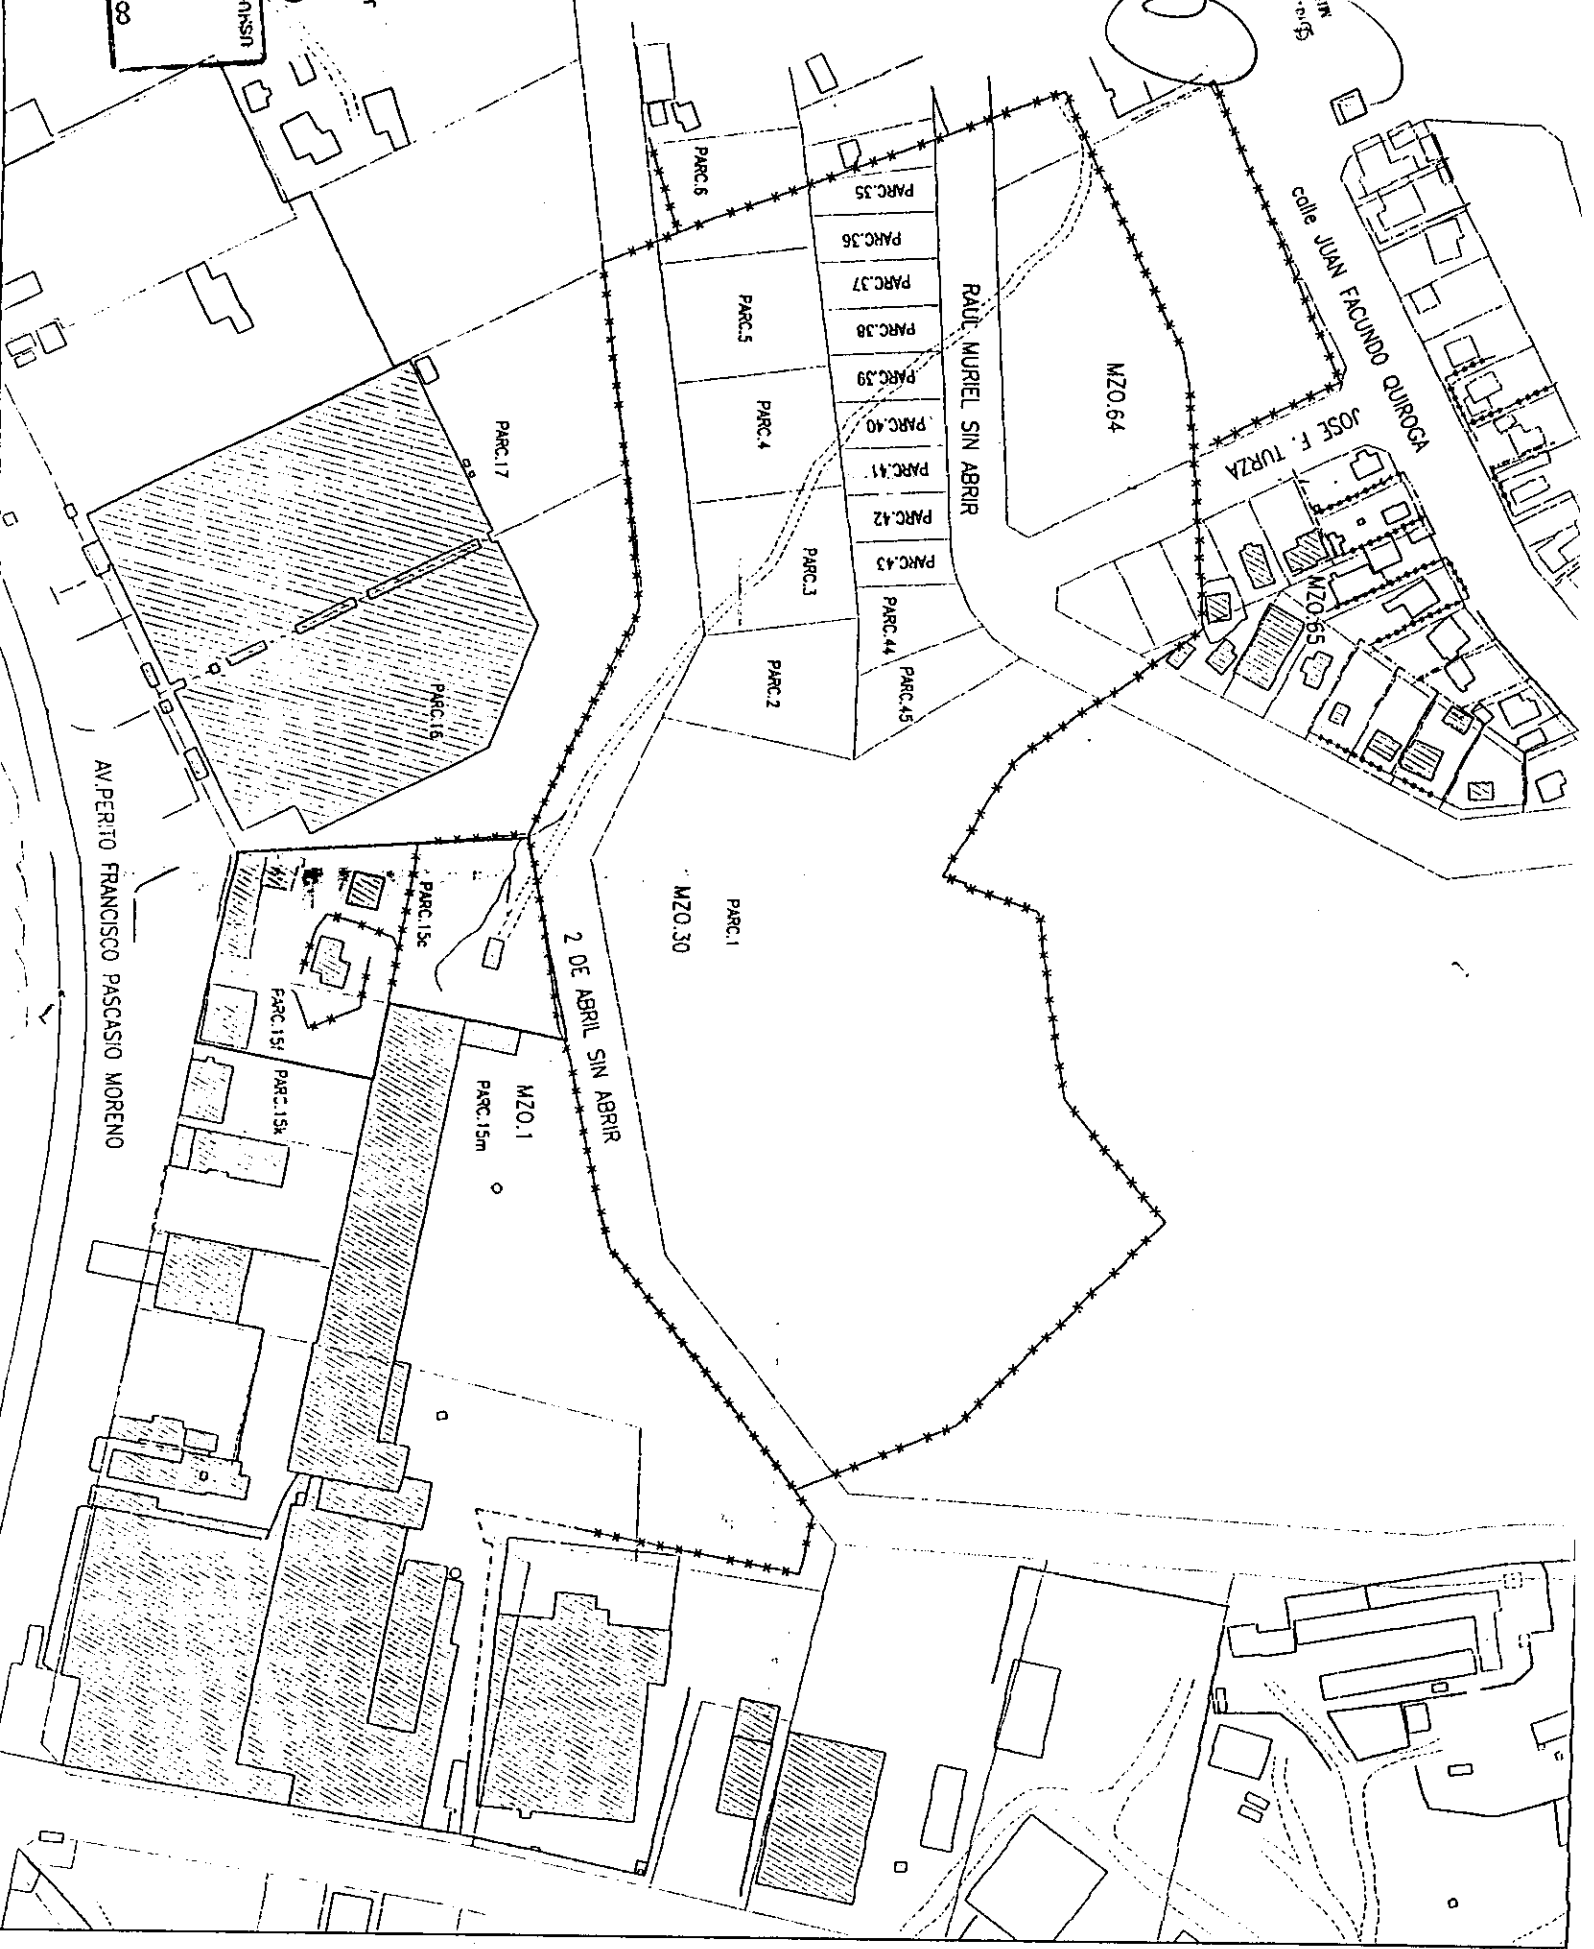 8
calle JUAN FACUNDO QUIROGA
JOSE F. TURZA
MZO.64
MZO.65
RAUL MURIEL SIN ABRIR
PARC.6
PARC.5
PARC.4
PARC.3
PARC.2
PARC.35
PARC.36
PARC.37
PARC.38
PARC.39
PARC.40
PARC.41
PARC.42
PARC.43
PARC.44
PARC.45
PARC.17
PARC.16
PARC.1
MZO.30
2 DE ABRIL SIN ABRIR
PARC.15c
PARC.15f
PARC.15k
MZO.1
PARC.15m
AV.PERITO FRANCISCO PASCASIO MORENO